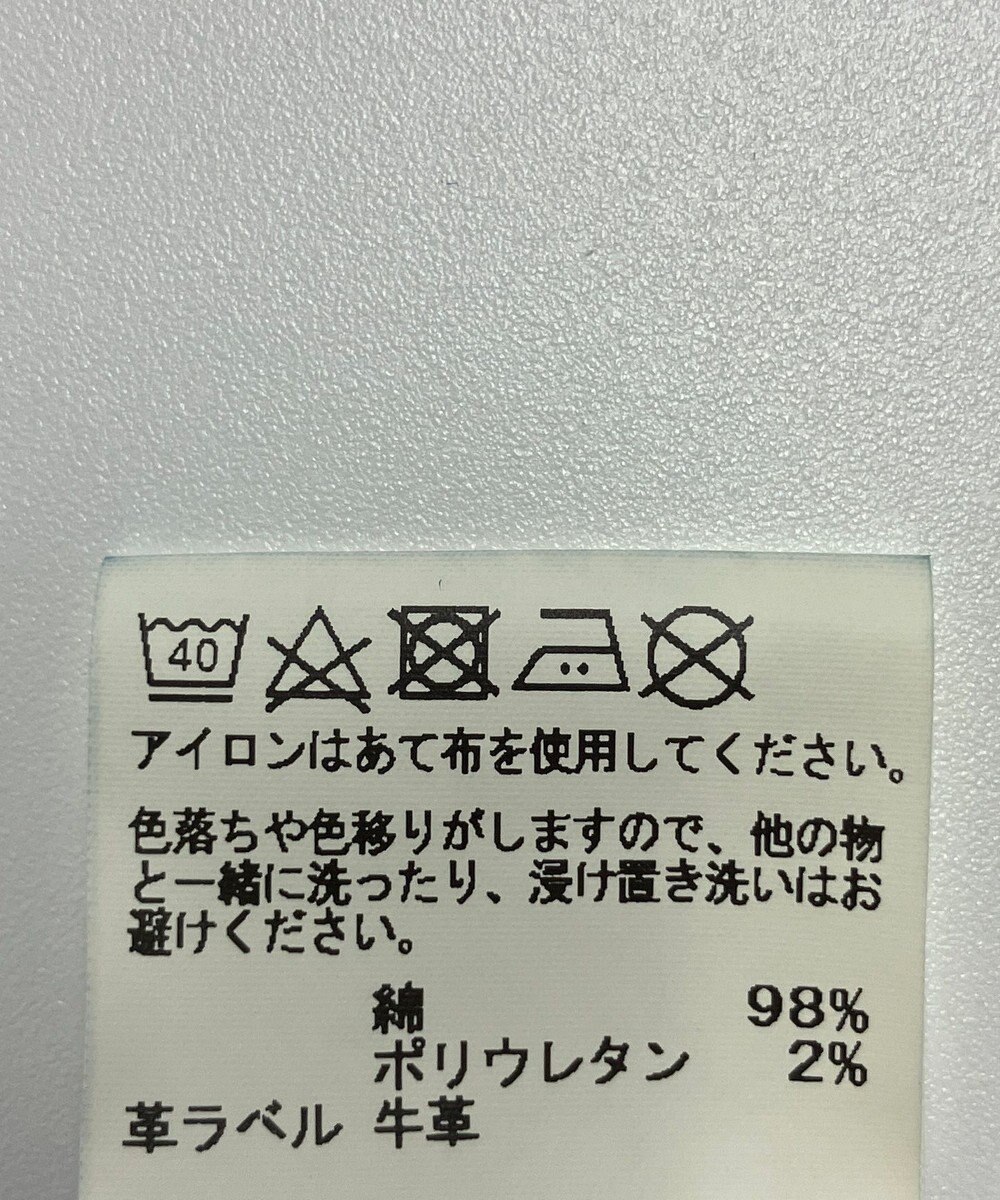 40
アイロンはあて布を使用してください。
色落ちや色移りがしますので、他の物
と一緒に洗ったり、浸け置き洗いはお
避けください。
綿 98%
ポリウレタン 2%
革ラベル 牛革